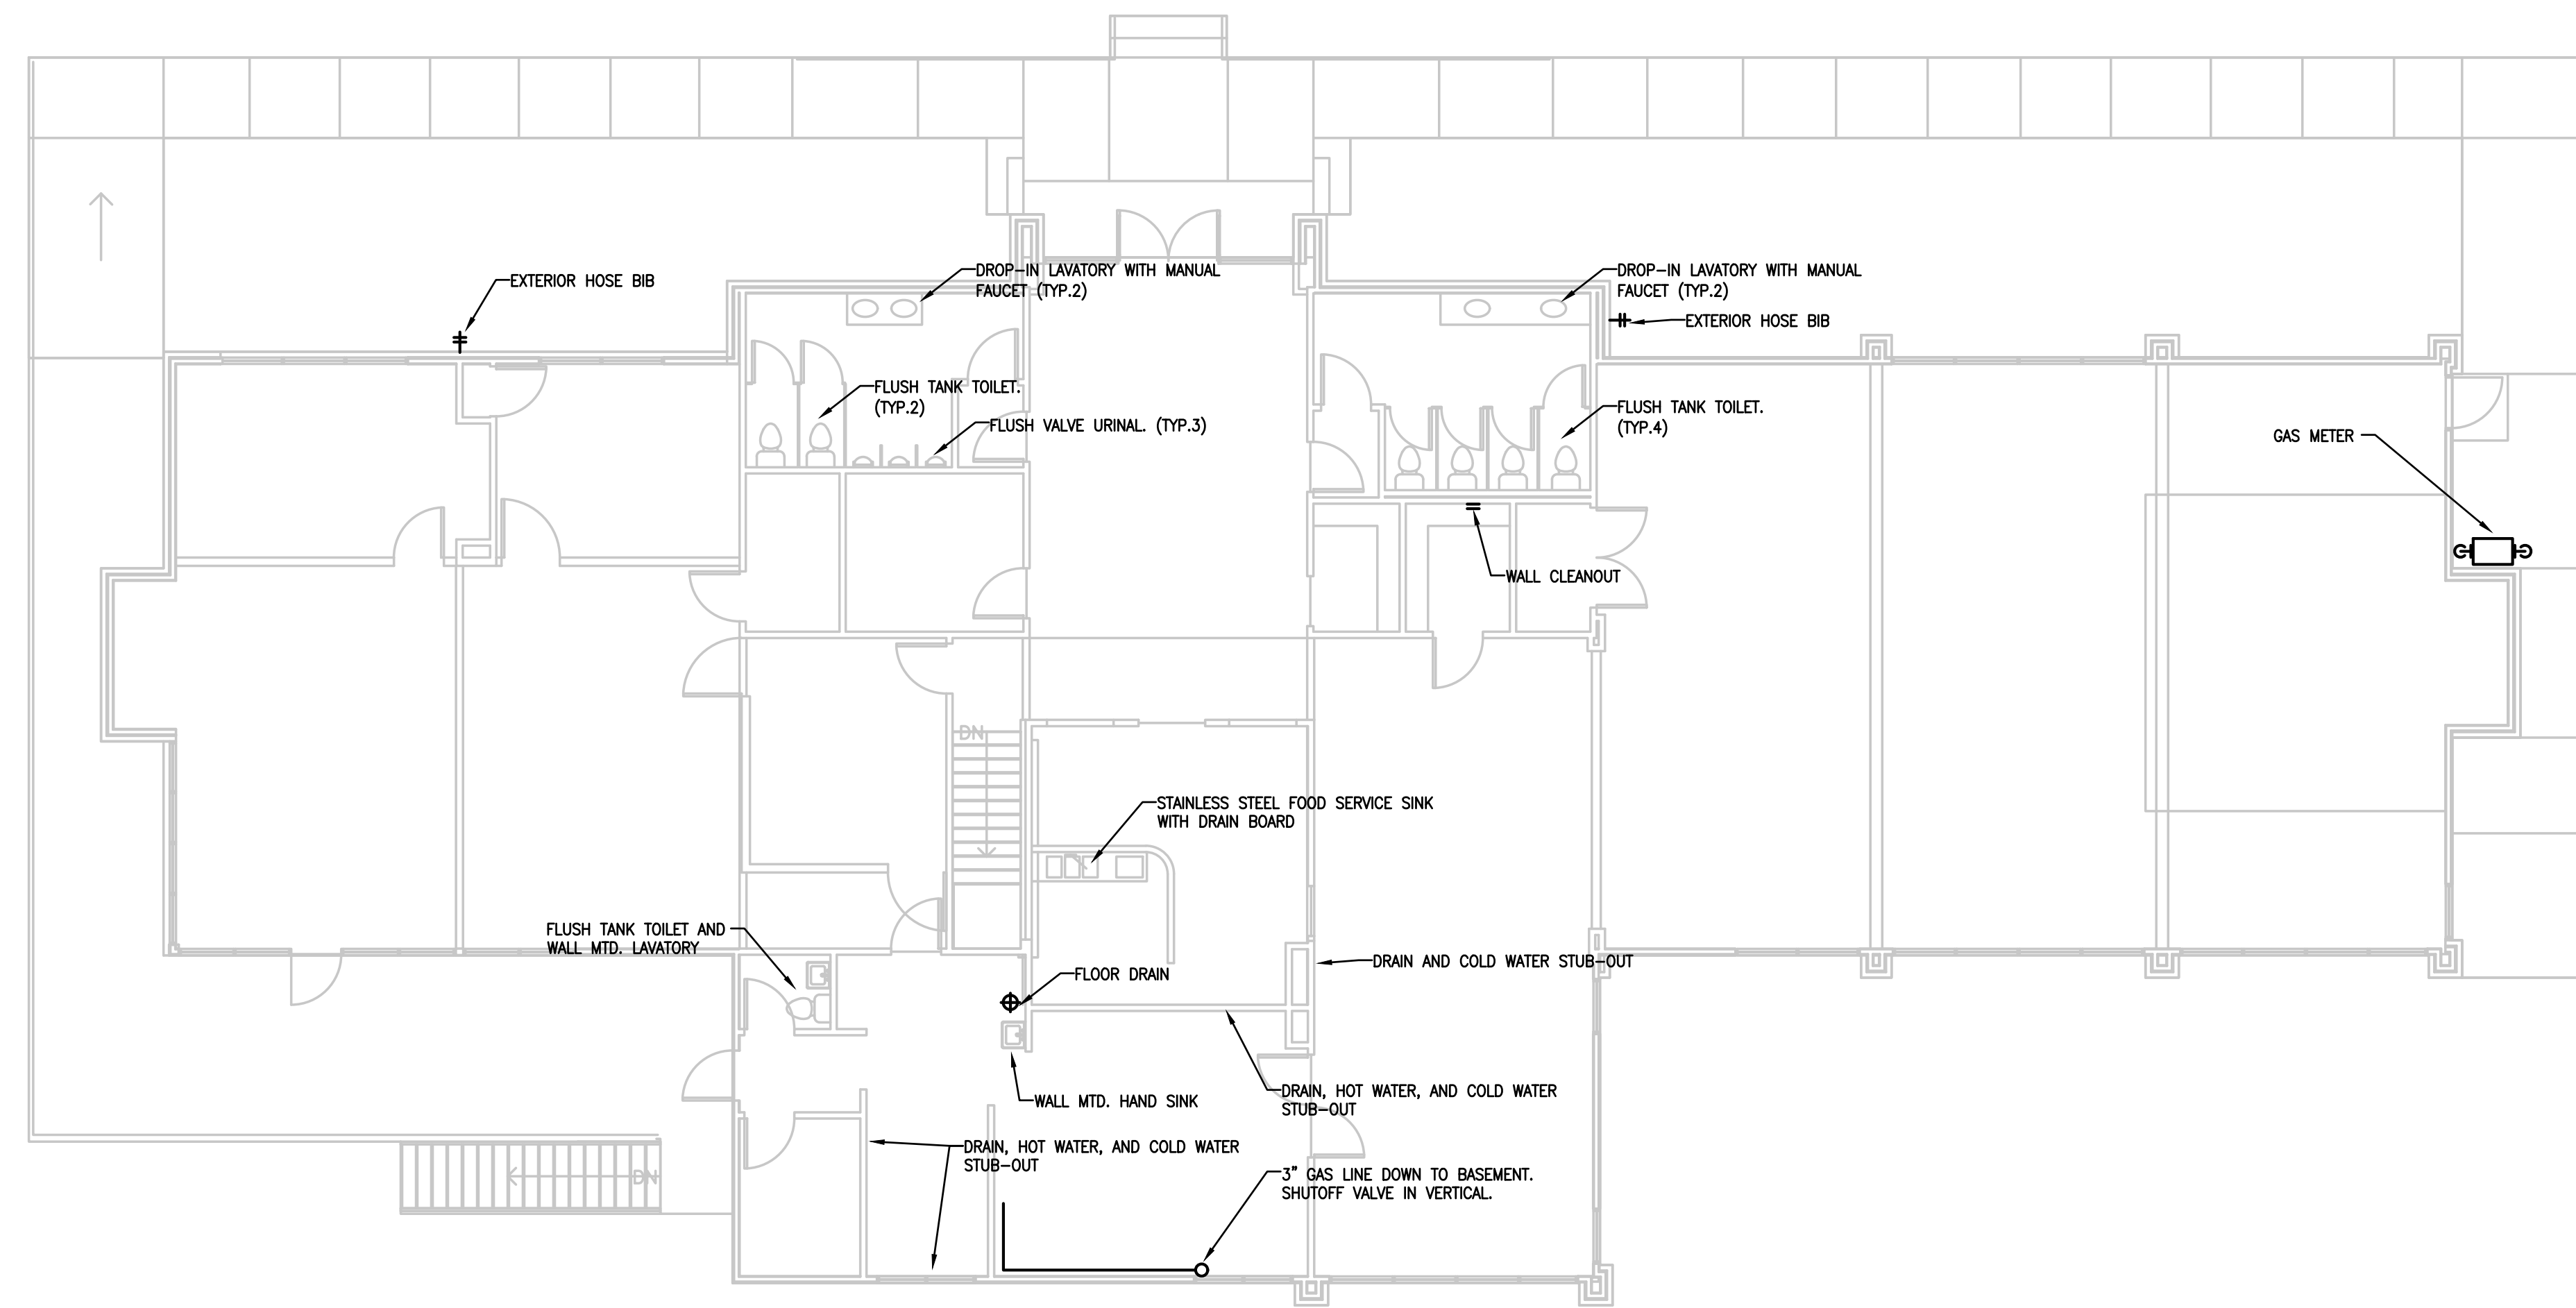 DROP-IN LAVATORY WITH MANUAL
FAUCET (TYP.2)
DROP-IN LAVATORY WITH MANUAL
FAUCET (TYP.2)
EXTERIOR HOSE BIB
EXTERIOR HOSE BIB
FLUSH TANK TOILET.
(TYP.2)
FLUSH VALVE URINAL. (TYP.3)
FLUSH TANK TOILET.
(TYP.4)
GAS METER
WALL CLEANOUT
DN
STAINLESS STEEL FOOD SERVICE SINK
WITH DRAIN BOARD
FLUSH TANK TOILET AND
WALL MTD. LAVATORY
FLOOR DRAIN
DRAIN AND COLD WATER STUB-OUT
WALL MTD. HAND SINK
DRAIN, HOT WATER, AND COLD WATER
STUB-OUT
DRAIN, HOT WATER, AND COLD WATER
STUB-OUT
DN
3" GAS LINE DOWN TO BASEMENT.
SHUTOFF VALVE IN VERTICAL.